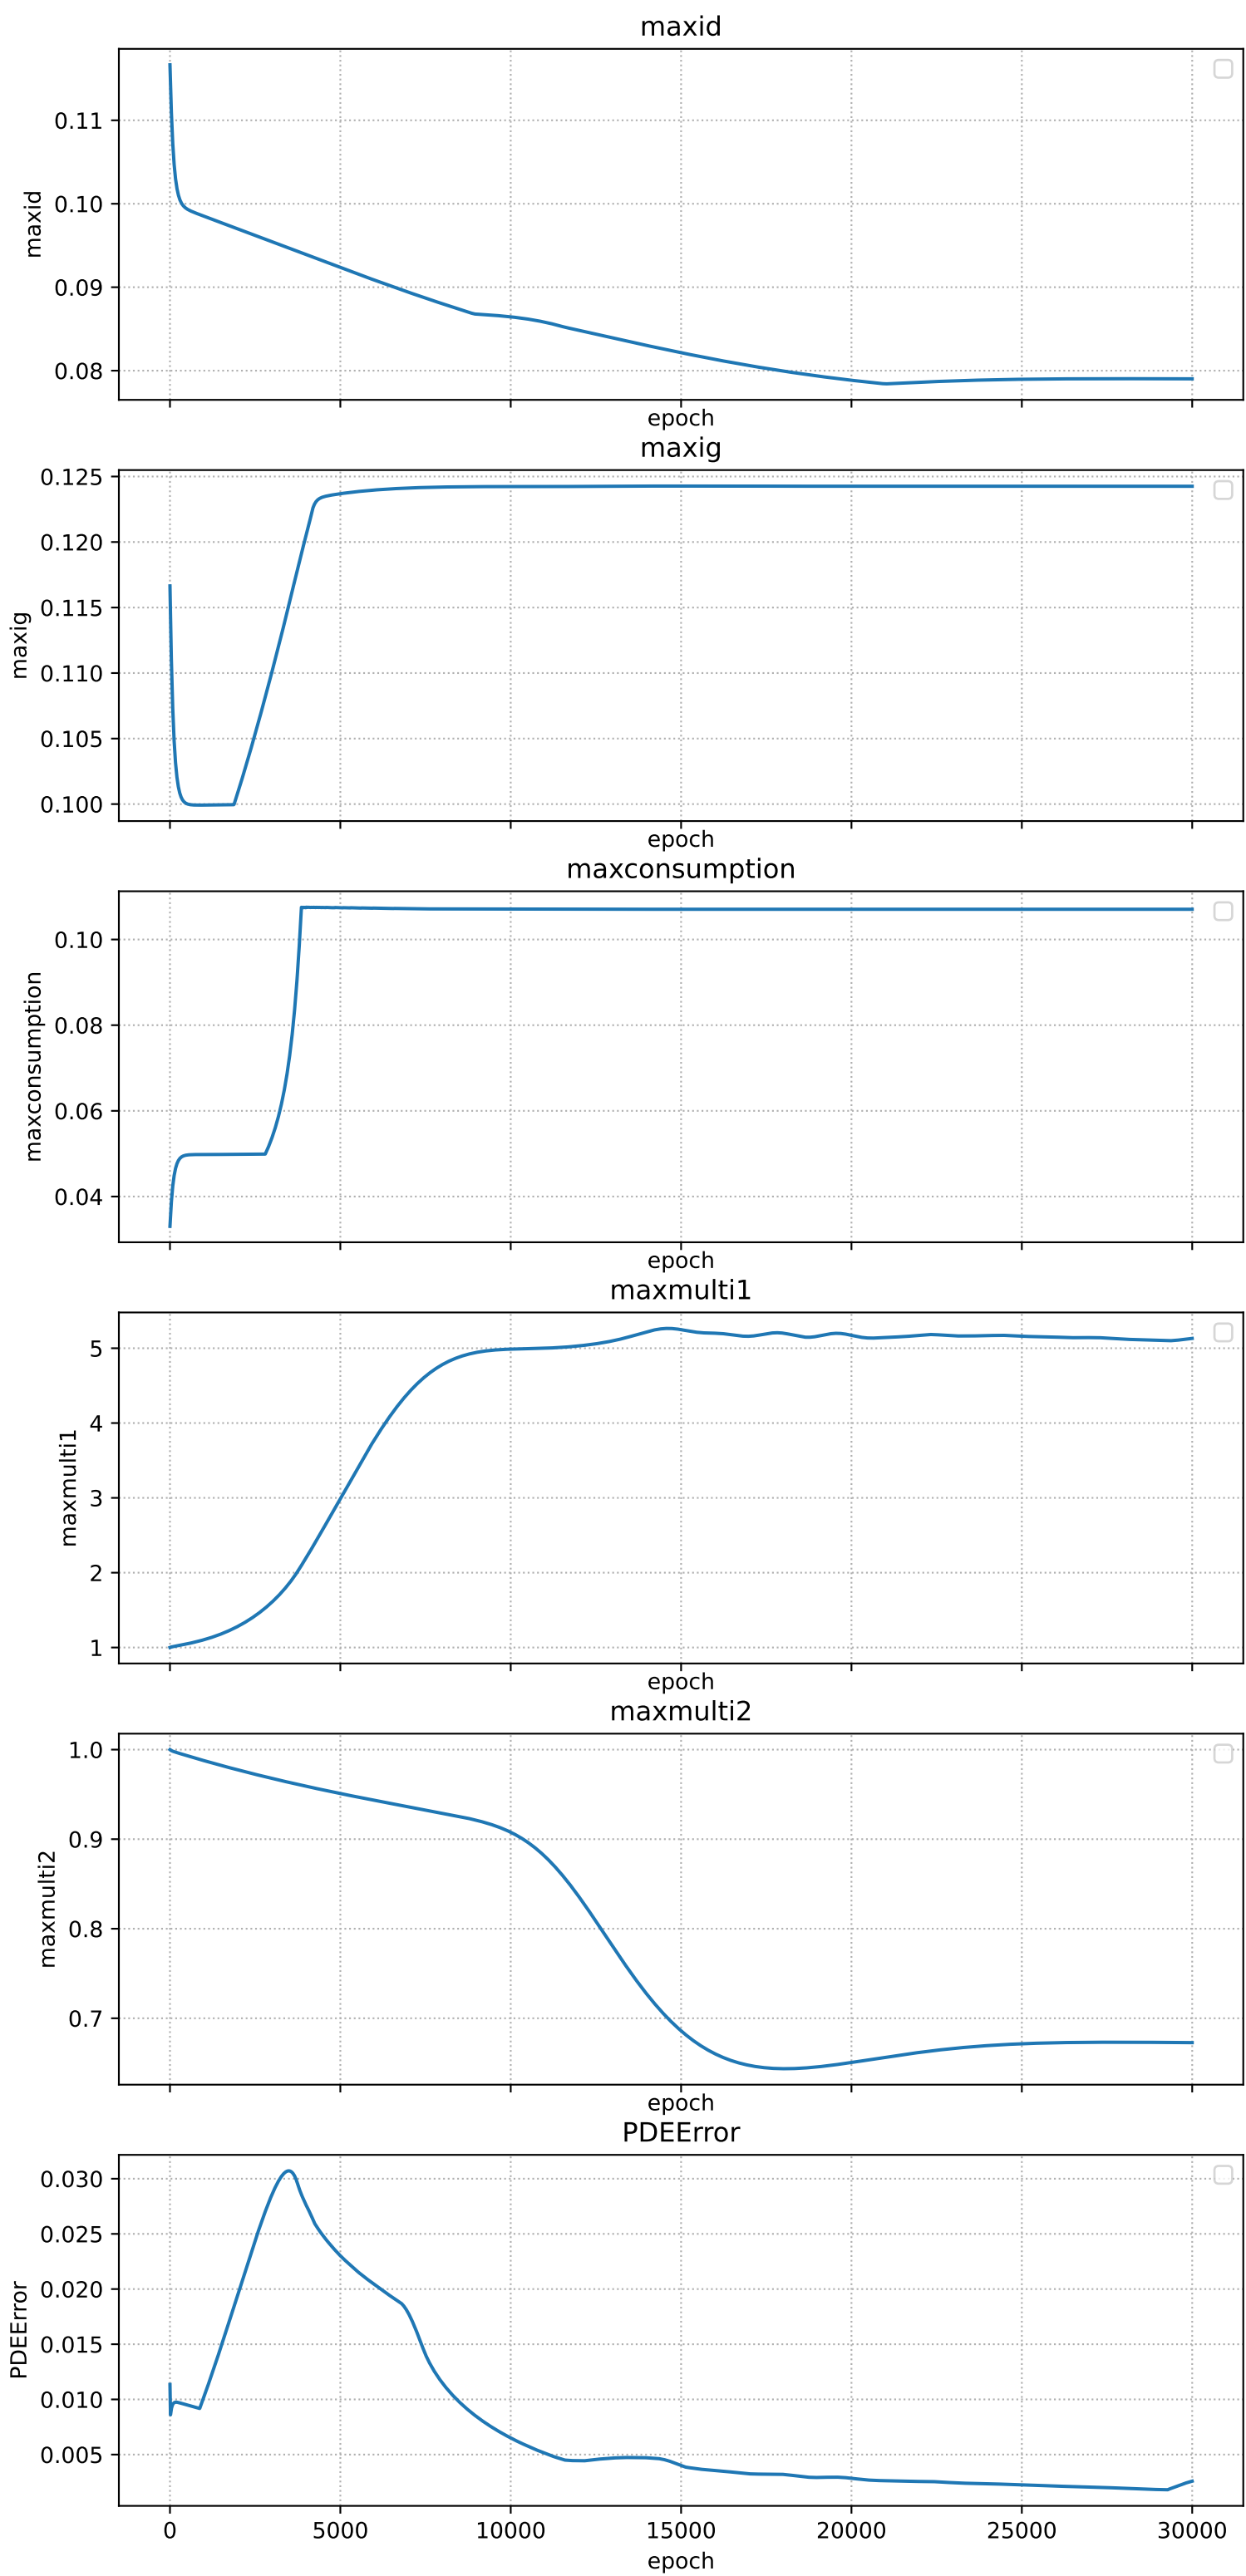 maxid
0.11
0.10
0.09
0.08
maxid
epoch
maxig
0.125
0.120
0.115
0.110
0.105
0.100
maxig
epoch
maxconsumption
0.10
0.08
0.06
0.04
maxconsumption
epoch
maxmulti1
5
4
3
2
1
maxmulti1
epoch
maxmulti2
1.0
0.9
0.8
0.7
maxmulti2
epoch
PDEError
0.030
0.025
0.020
0.015
0.010
0.005
PDEError
0 5000 10000 15000 20000 25000 30000
epoch